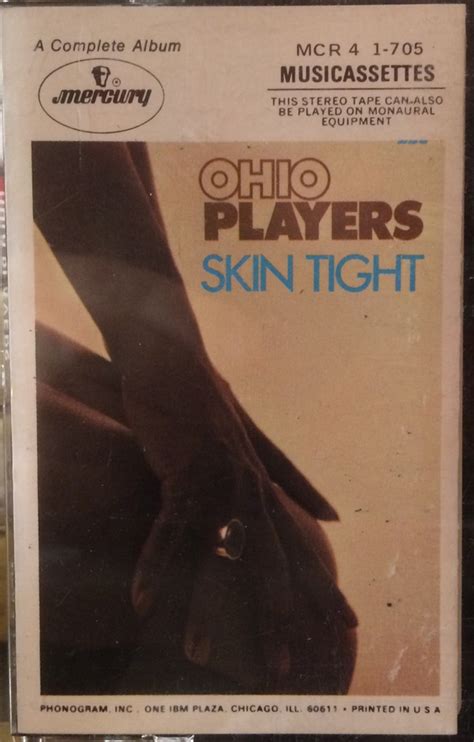 A Complete Album
mercury
MCR 4 1-705
MUSICASSETTES
THIS STEREO TAPE CAN ALSO
BE PLAYED ON MONAURAL
EQUIPMENT
OHIO
PLAYERS
SKIN TIGHT
PHONOGRAM, INC., ONE IBM PLAZA, CHICAGO, ILL. 60611 • PRINTED IN U S A